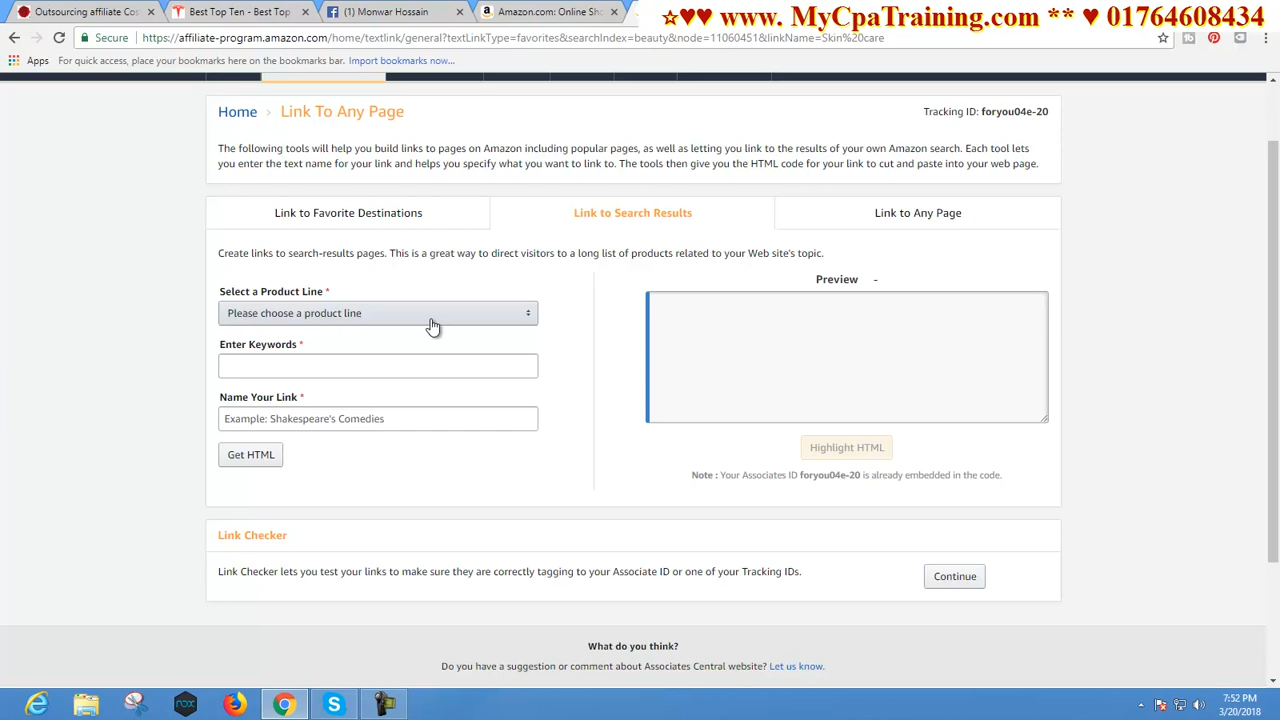 ☆♥♥ www. MyCpaTraining.com ** ♥ 01764608434
Outsourcing affiliate Cos
Best Top Ten - Best Top
(1) Monwar Hossain
Amazon.com: Online Sh
https://affiliate-program.amazon.com/home/textlink/general?textLinkType=favorites&searchIndex=beauty&node=11060451&linkName=Skin%20care
Secure
Apps
For quick access, place your bookmarks here on the bookmarks bar. Import bookmarks now...
Home › Link To Any Page
Tracking ID: foryou04e-20
The following tools will help you build links to pages on Amazon including popular pages, as well as letting you link to the results of your own Amazon search. Each tool lets
you enter the text name for your link and helps you specify what you want to link to. The tools then give you the HTML code for your link to cut and paste into your web page.
Link to Favorite Destinations
Link to Search Results
Link to Any Page
Create links to search-results pages. This is a great way to direct visitors to a long list of products related to your Web site's topic.
Select a Product Line *
Please choose a product line
Enter Keywords *
Name Your Link *
Example: Shakespeare's Comedies
Get HTML
Preview -
Highlight HTML
Note : Your Associates ID foryou04e-20 is already embedded in the code.
Link Checker
Link Checker lets you test your links to make sure they are correctly tagging to your Associate ID or one of your Tracking IDs.
Continue
What do you think?
Do you have a suggestion or comment about Associates Central website? Let us know.
nox
7:52 PM
3/20/2018